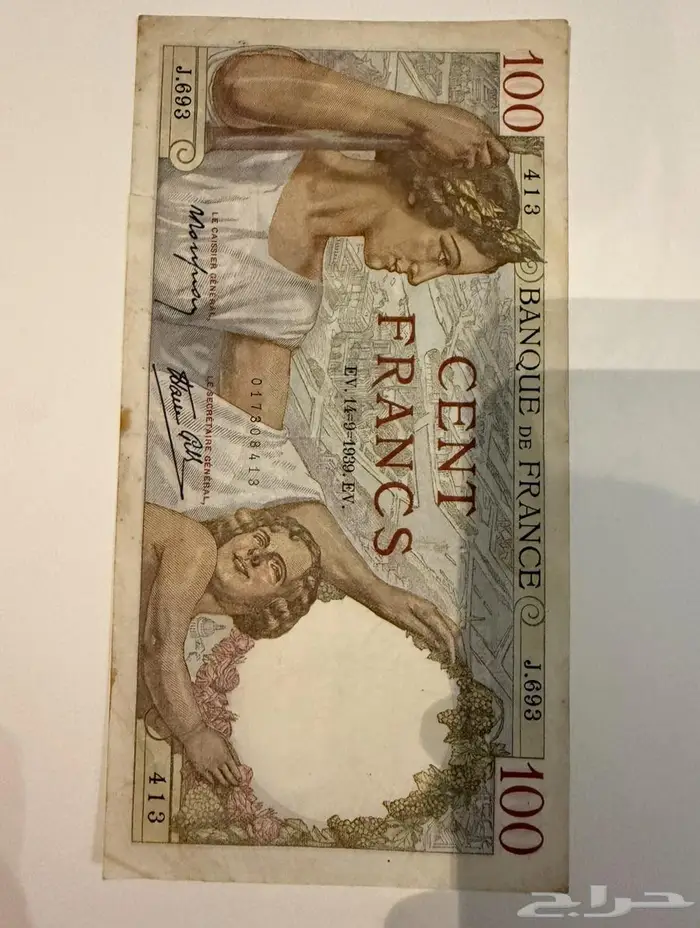 100 413 BANQUE DE FRANCE J.693 100
J.693
CENT
FRANCS
EV. 14=9=1939. EV.
017308413
LE CAISSIER GÉNÉRAL,
LE SECRÉTAIRE GÉNÉRAL,
413
حراج